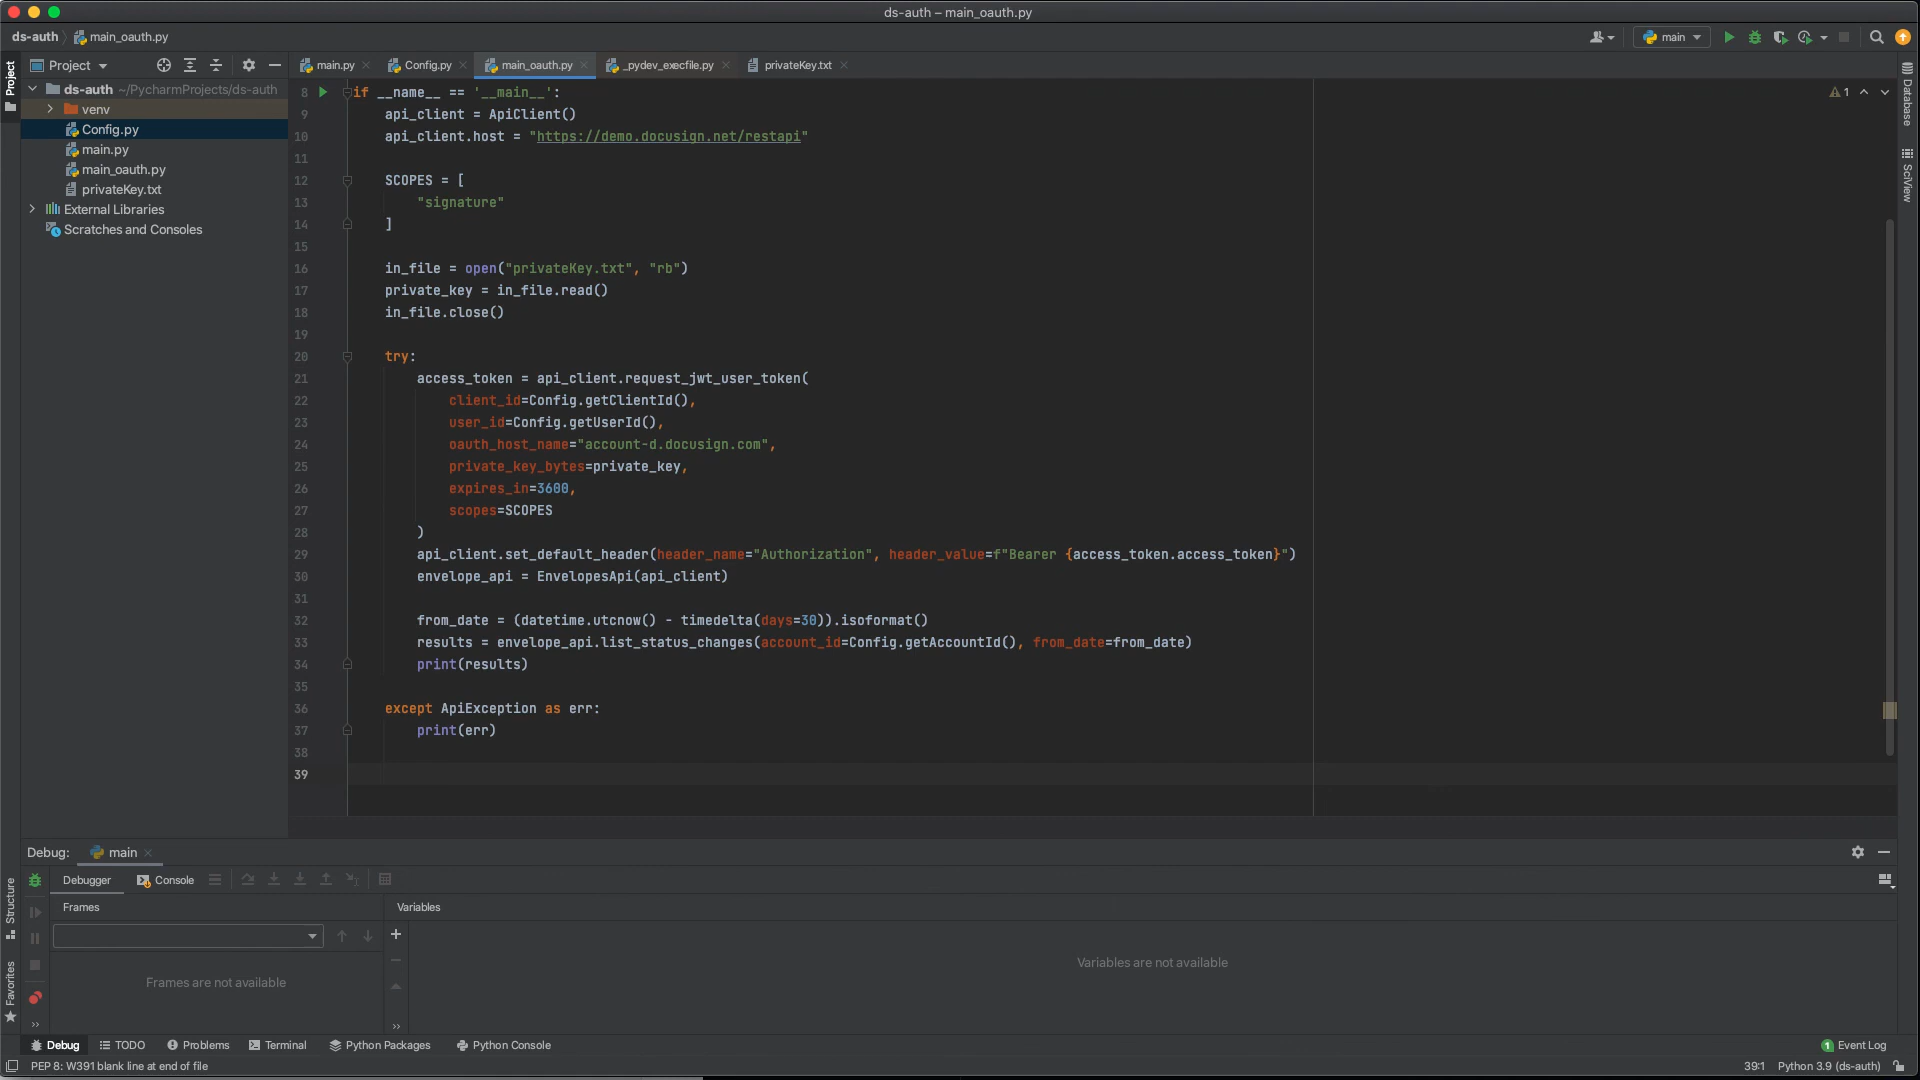 ds-auth – main_oauth.py
ds-auth main_oauth.py
main
Project
Project
ds-auth ~/PycharmProjects/ds-auth
venv
Config.py
main.py
main_oauth.py
privateKey.txt
External Libraries
Scratches and Consoles
main.py Config.py main_oauth.py _pydev_execfile.py privateKey.txt
1
Database
SciView
8 if __name__ == '__main__':
9 api_client = ApiClient()
10 api_client.host = "https://demo.docusign.net/restapi"
11
12 SCOPES = [
13 "signature"
14 ]
15
16 in_file = open("privateKey.txt", "rb")
17 private_key = in_file.read()
18 in_file.close()
19
20 try:
21 access_token = api_client.request_jwt_user_token(
22 client_id=Config.getClientId(),
23 user_id=Config.getUserId(),
24 oauth_host_name="account-d.docusign.com",
25 private_key_bytes=private_key,
26 expires_in=3600,
27 scopes=SCOPES
28 )
29 api_client.set_default_header(header_name="Authorization", header_value=f"Bearer {access_token.access_token}")
30 envelope_api = EnvelopesApi(api_client)
31
32 from_date = (datetime.utcnow() - timedelta(days=30)).isoformat()
33 results = envelope_api.list_status_changes(account_id=Config.getAccountId(), from_date=from_date)
34 print(results)
35
36 except ApiException as err:
37 print(err)
38
39
Debug: main
Structure
Favorites
Debugger Console
Frames Variables
Frames are not available
Variables are not available
Debug TODO Problems Terminal Python Packages Python Console 1 Event Log
PEP 8: W391 blank line at end of file 39:1 Python 3.9 (ds-auth)